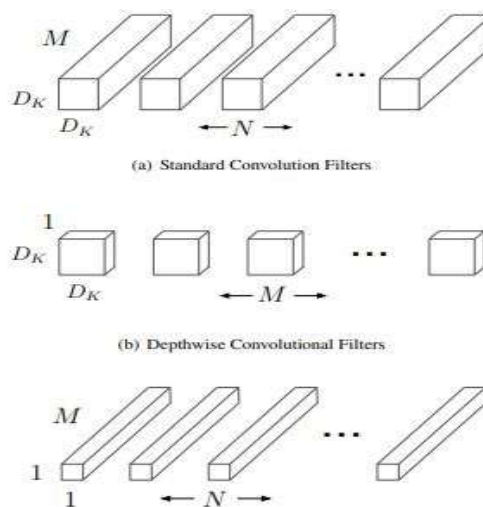 M
D_K
D_K
N
...
(a) Standard Convolution Filters
1
D_K
D_K
M
...
(b) Depthwise Convolutional Filters
M
1
1
N
...